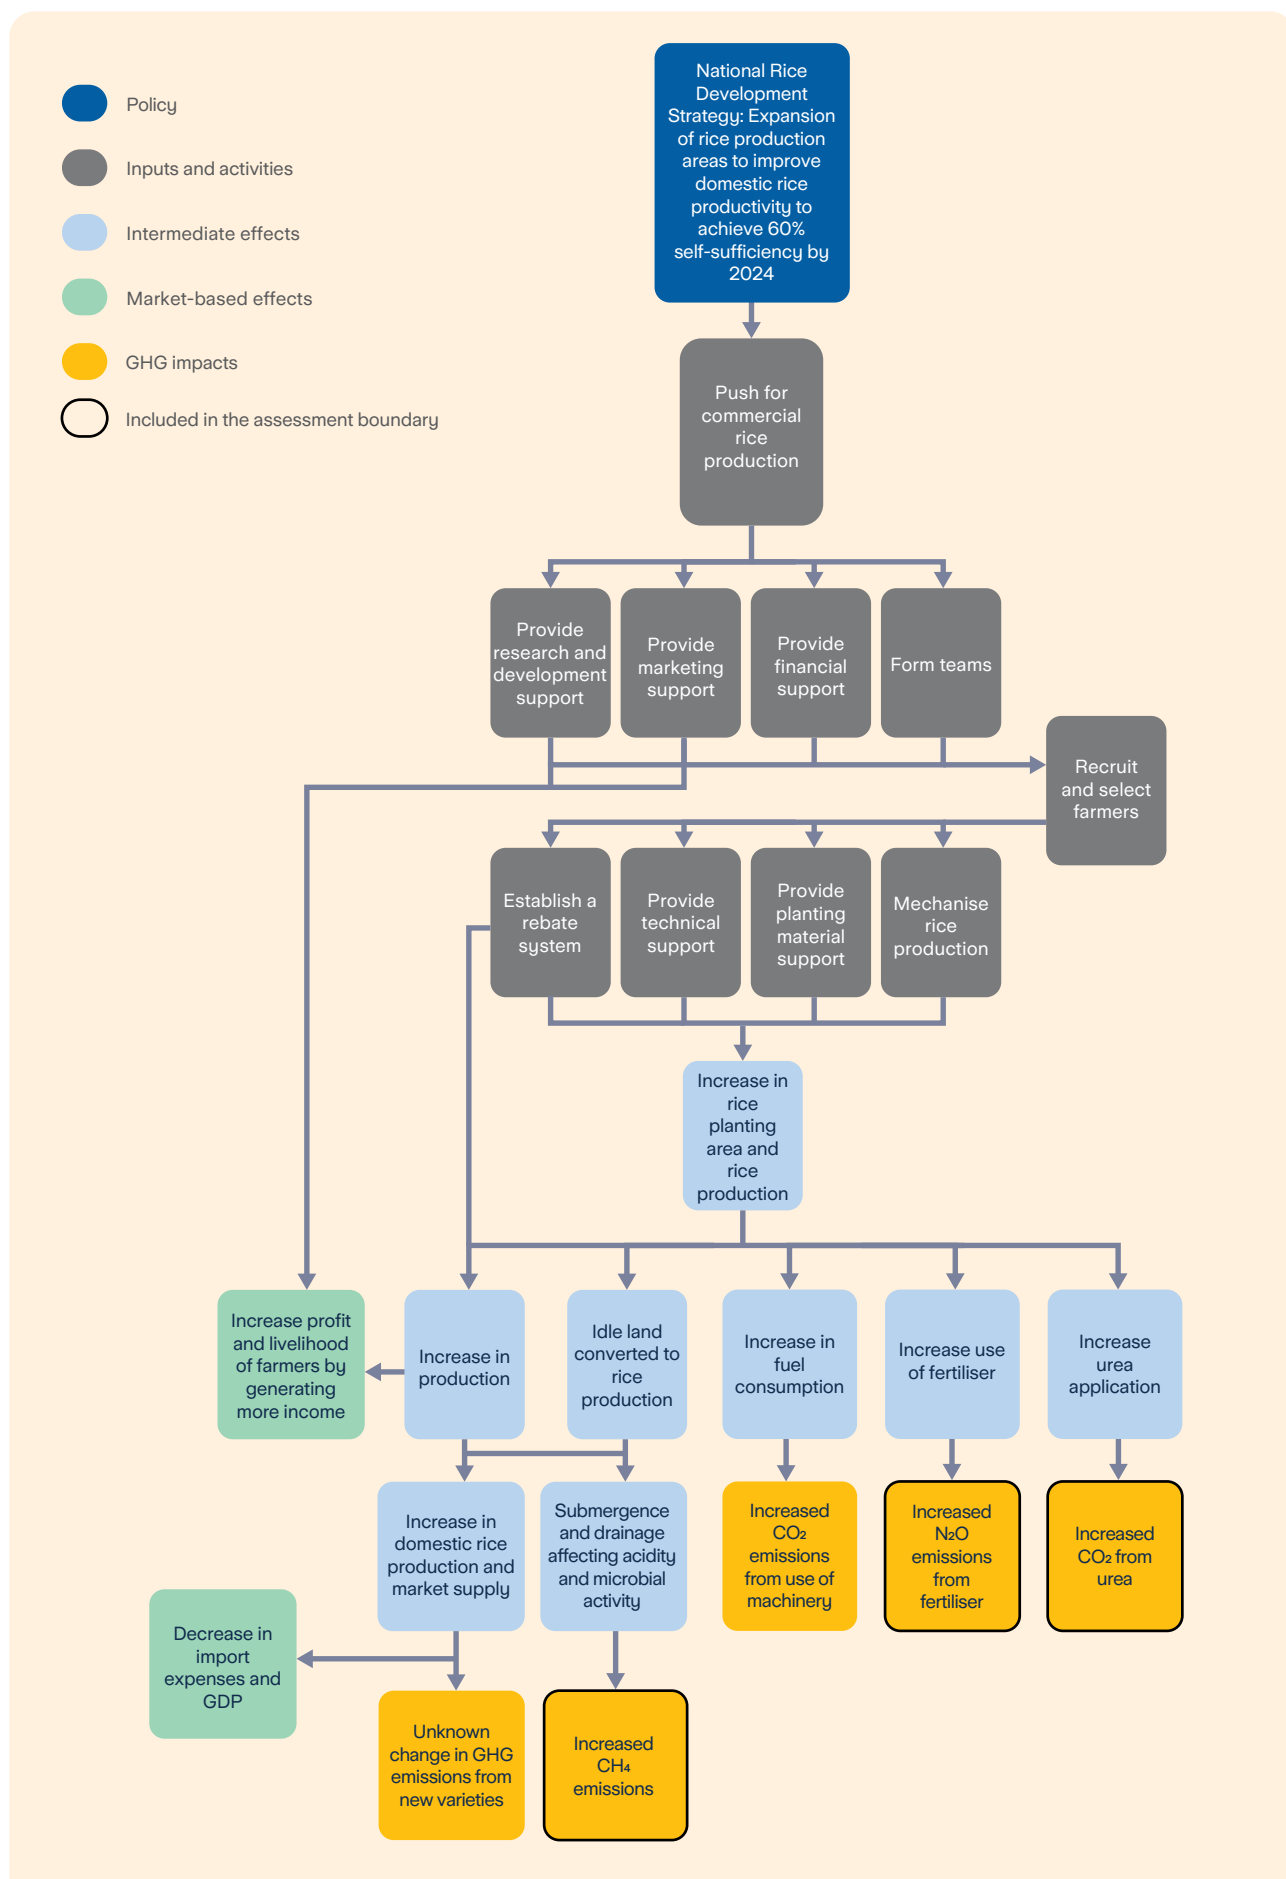 Policy
Inputs and activities
Intermediate effects
Market-based effects
GHG impacts
Included in the assessment boundary
National Rice
Development
Strategy: Expansion
of rice production
areas to improve
domestic rice
productivity to
achieve 60%
self-sufficiency by
2024
Push for
commercial
rice
production
Provide
research and
development
support
Provide
marketing
support
Provide
financial
support
Form teams
Recruit
and select
farmers
Establish a
rebate
system
Provide
technical
support
Provide
planting
material
support
Mechanise
rice
production
Increase in
rice
planting
area and
rice
production
Increase profit
and livelihood
of farmers by
generating
more income
Increase in
production
Idle land
converted to
rice
production
Increase in
fuel
consumption
Increase use
of fertiliser
Increase
urea
application
Increase in
domestic rice
production and
market supply
Submergence
and drainage
affecting acidity
and microbial
activity
Increased
CO₂
emissions
from use of
machinery
Increased
N₂O
emissions
from
fertiliser
Increased
CO₂ from
urea
Decrease in
import
expenses and
GDP
Unknown
change in GHG
emissions from
new varieties
Increased
CH₄
emissions